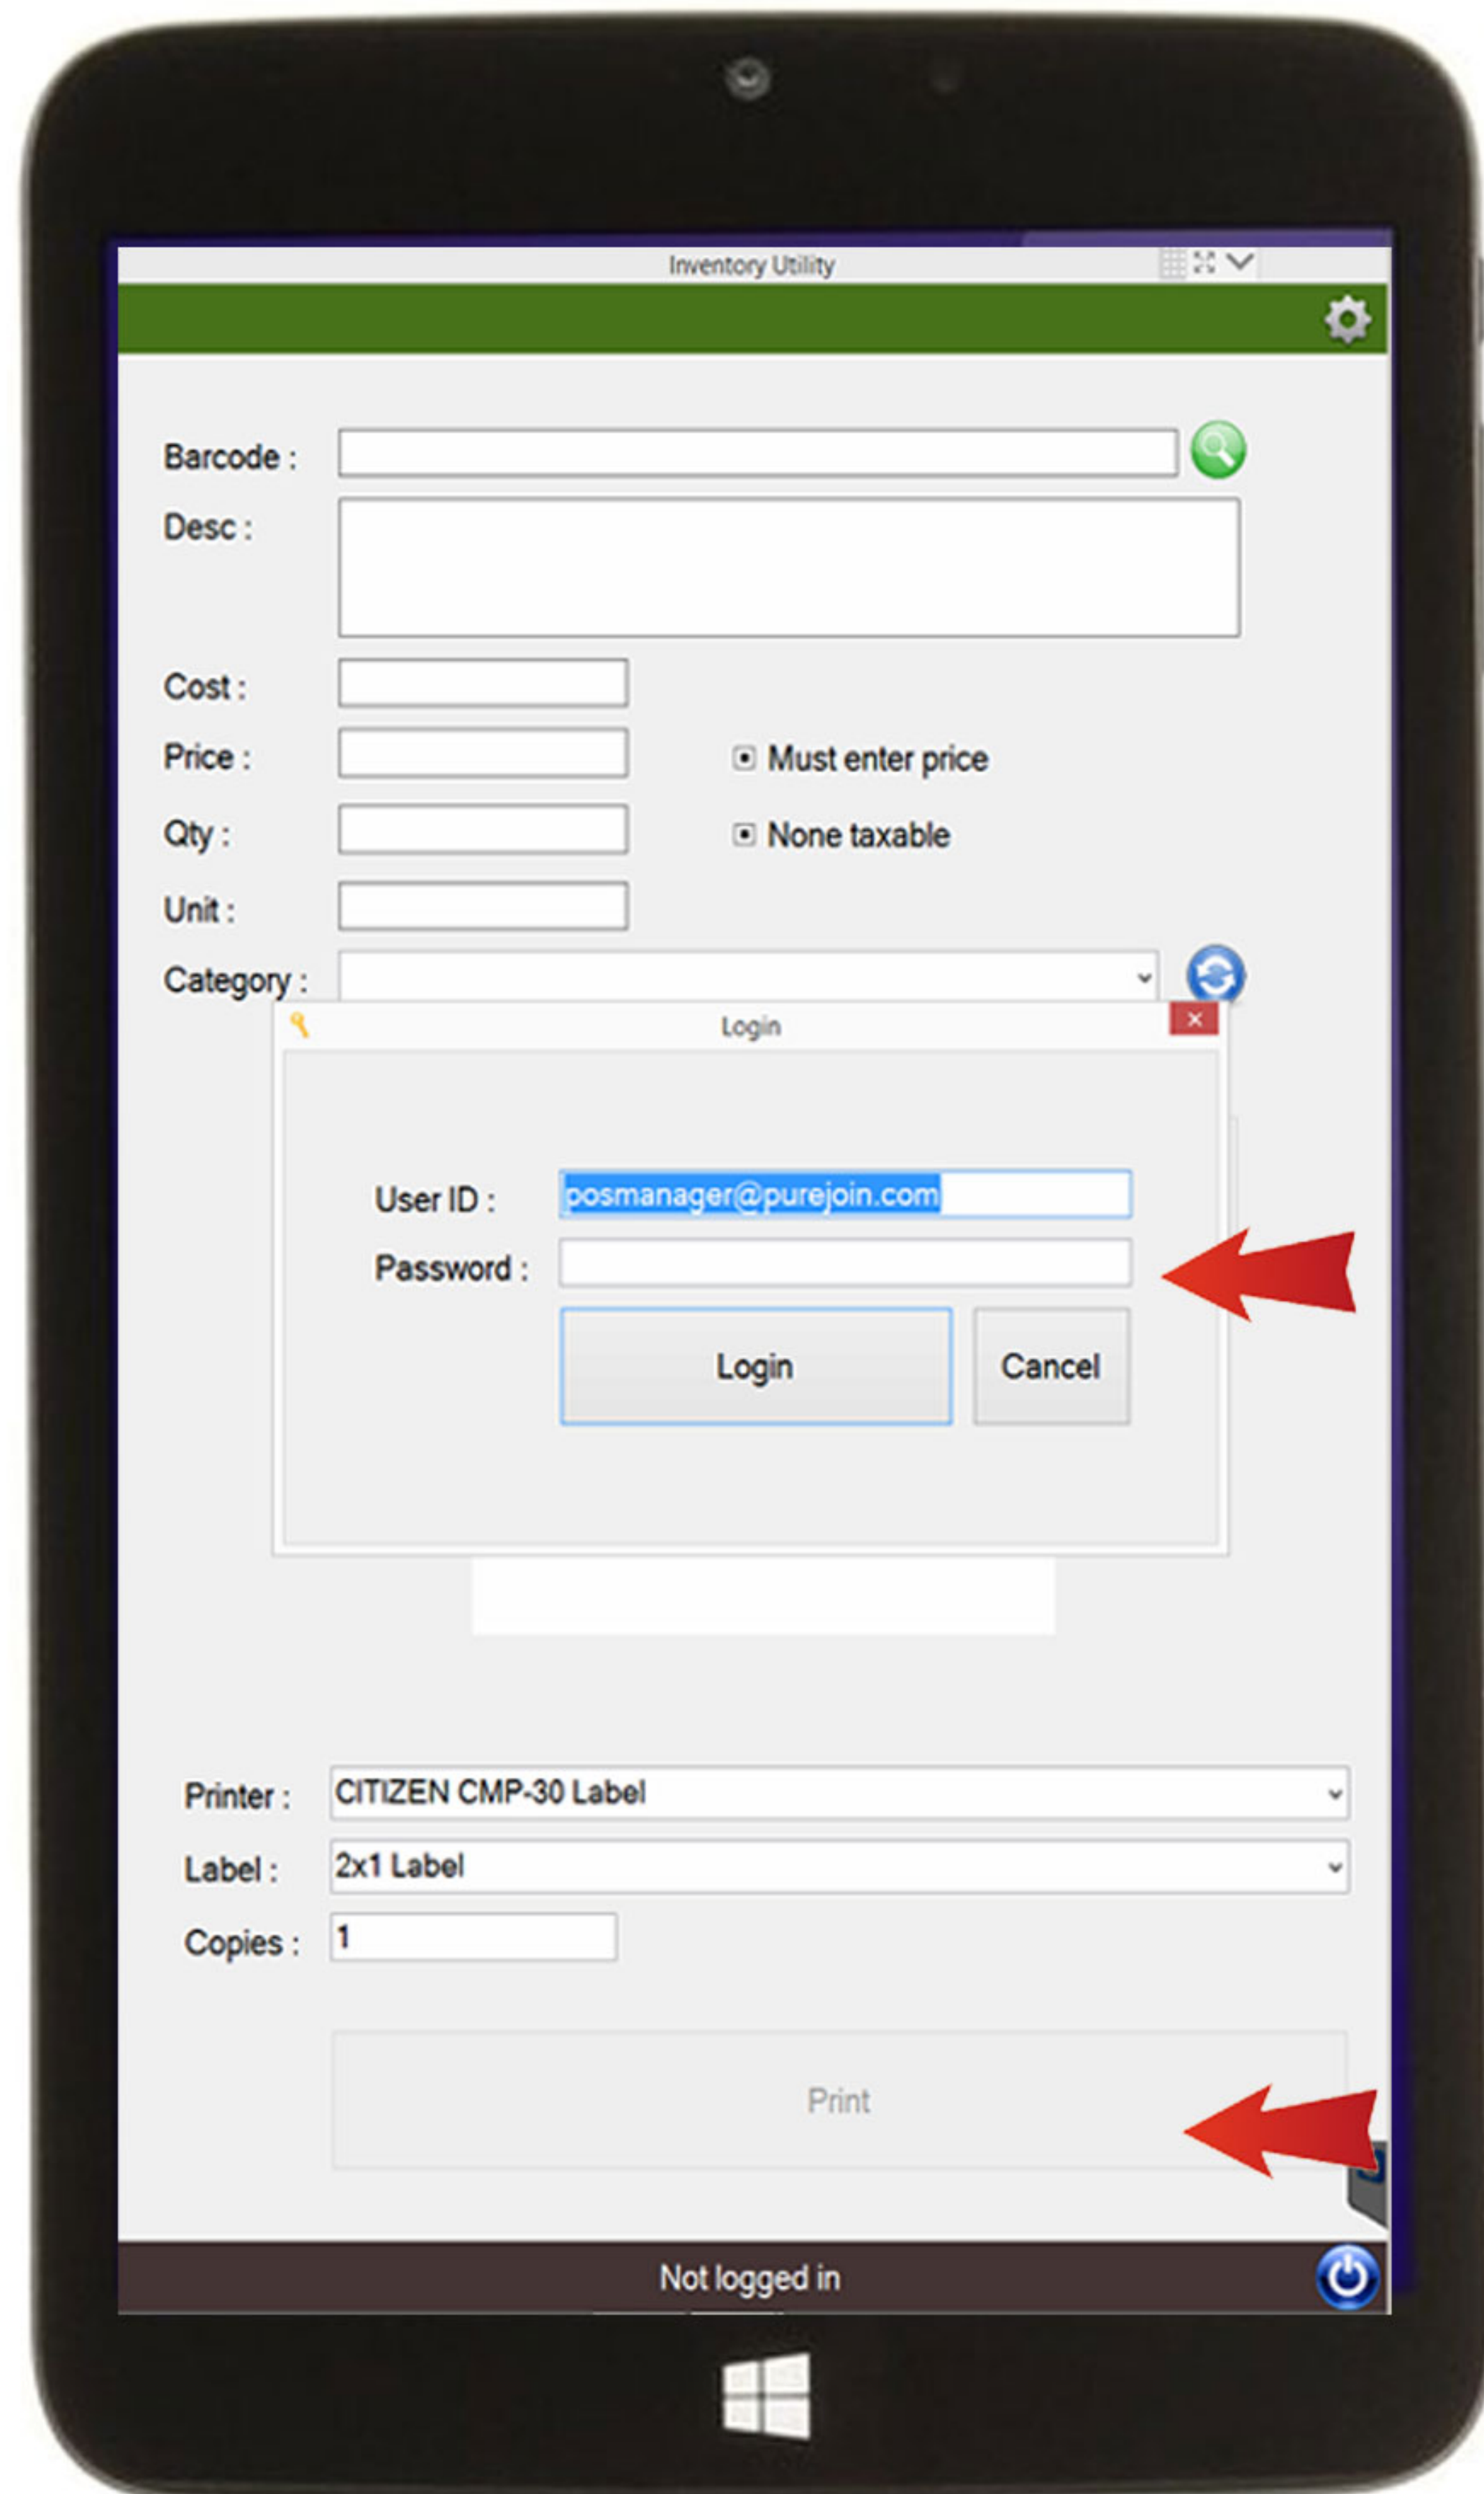 Inventory Utility
Barcode :
Desc :
Cost :
Price :
Must enter price
Qty :
None taxable
Unit :
Category :
Login
User ID : posmanager@purejoin.com
Password :
Login Cancel
Printer : CITIZEN CMP-30 Label
Label : 2x1 Label
Copies : 1
Print
Not logged in